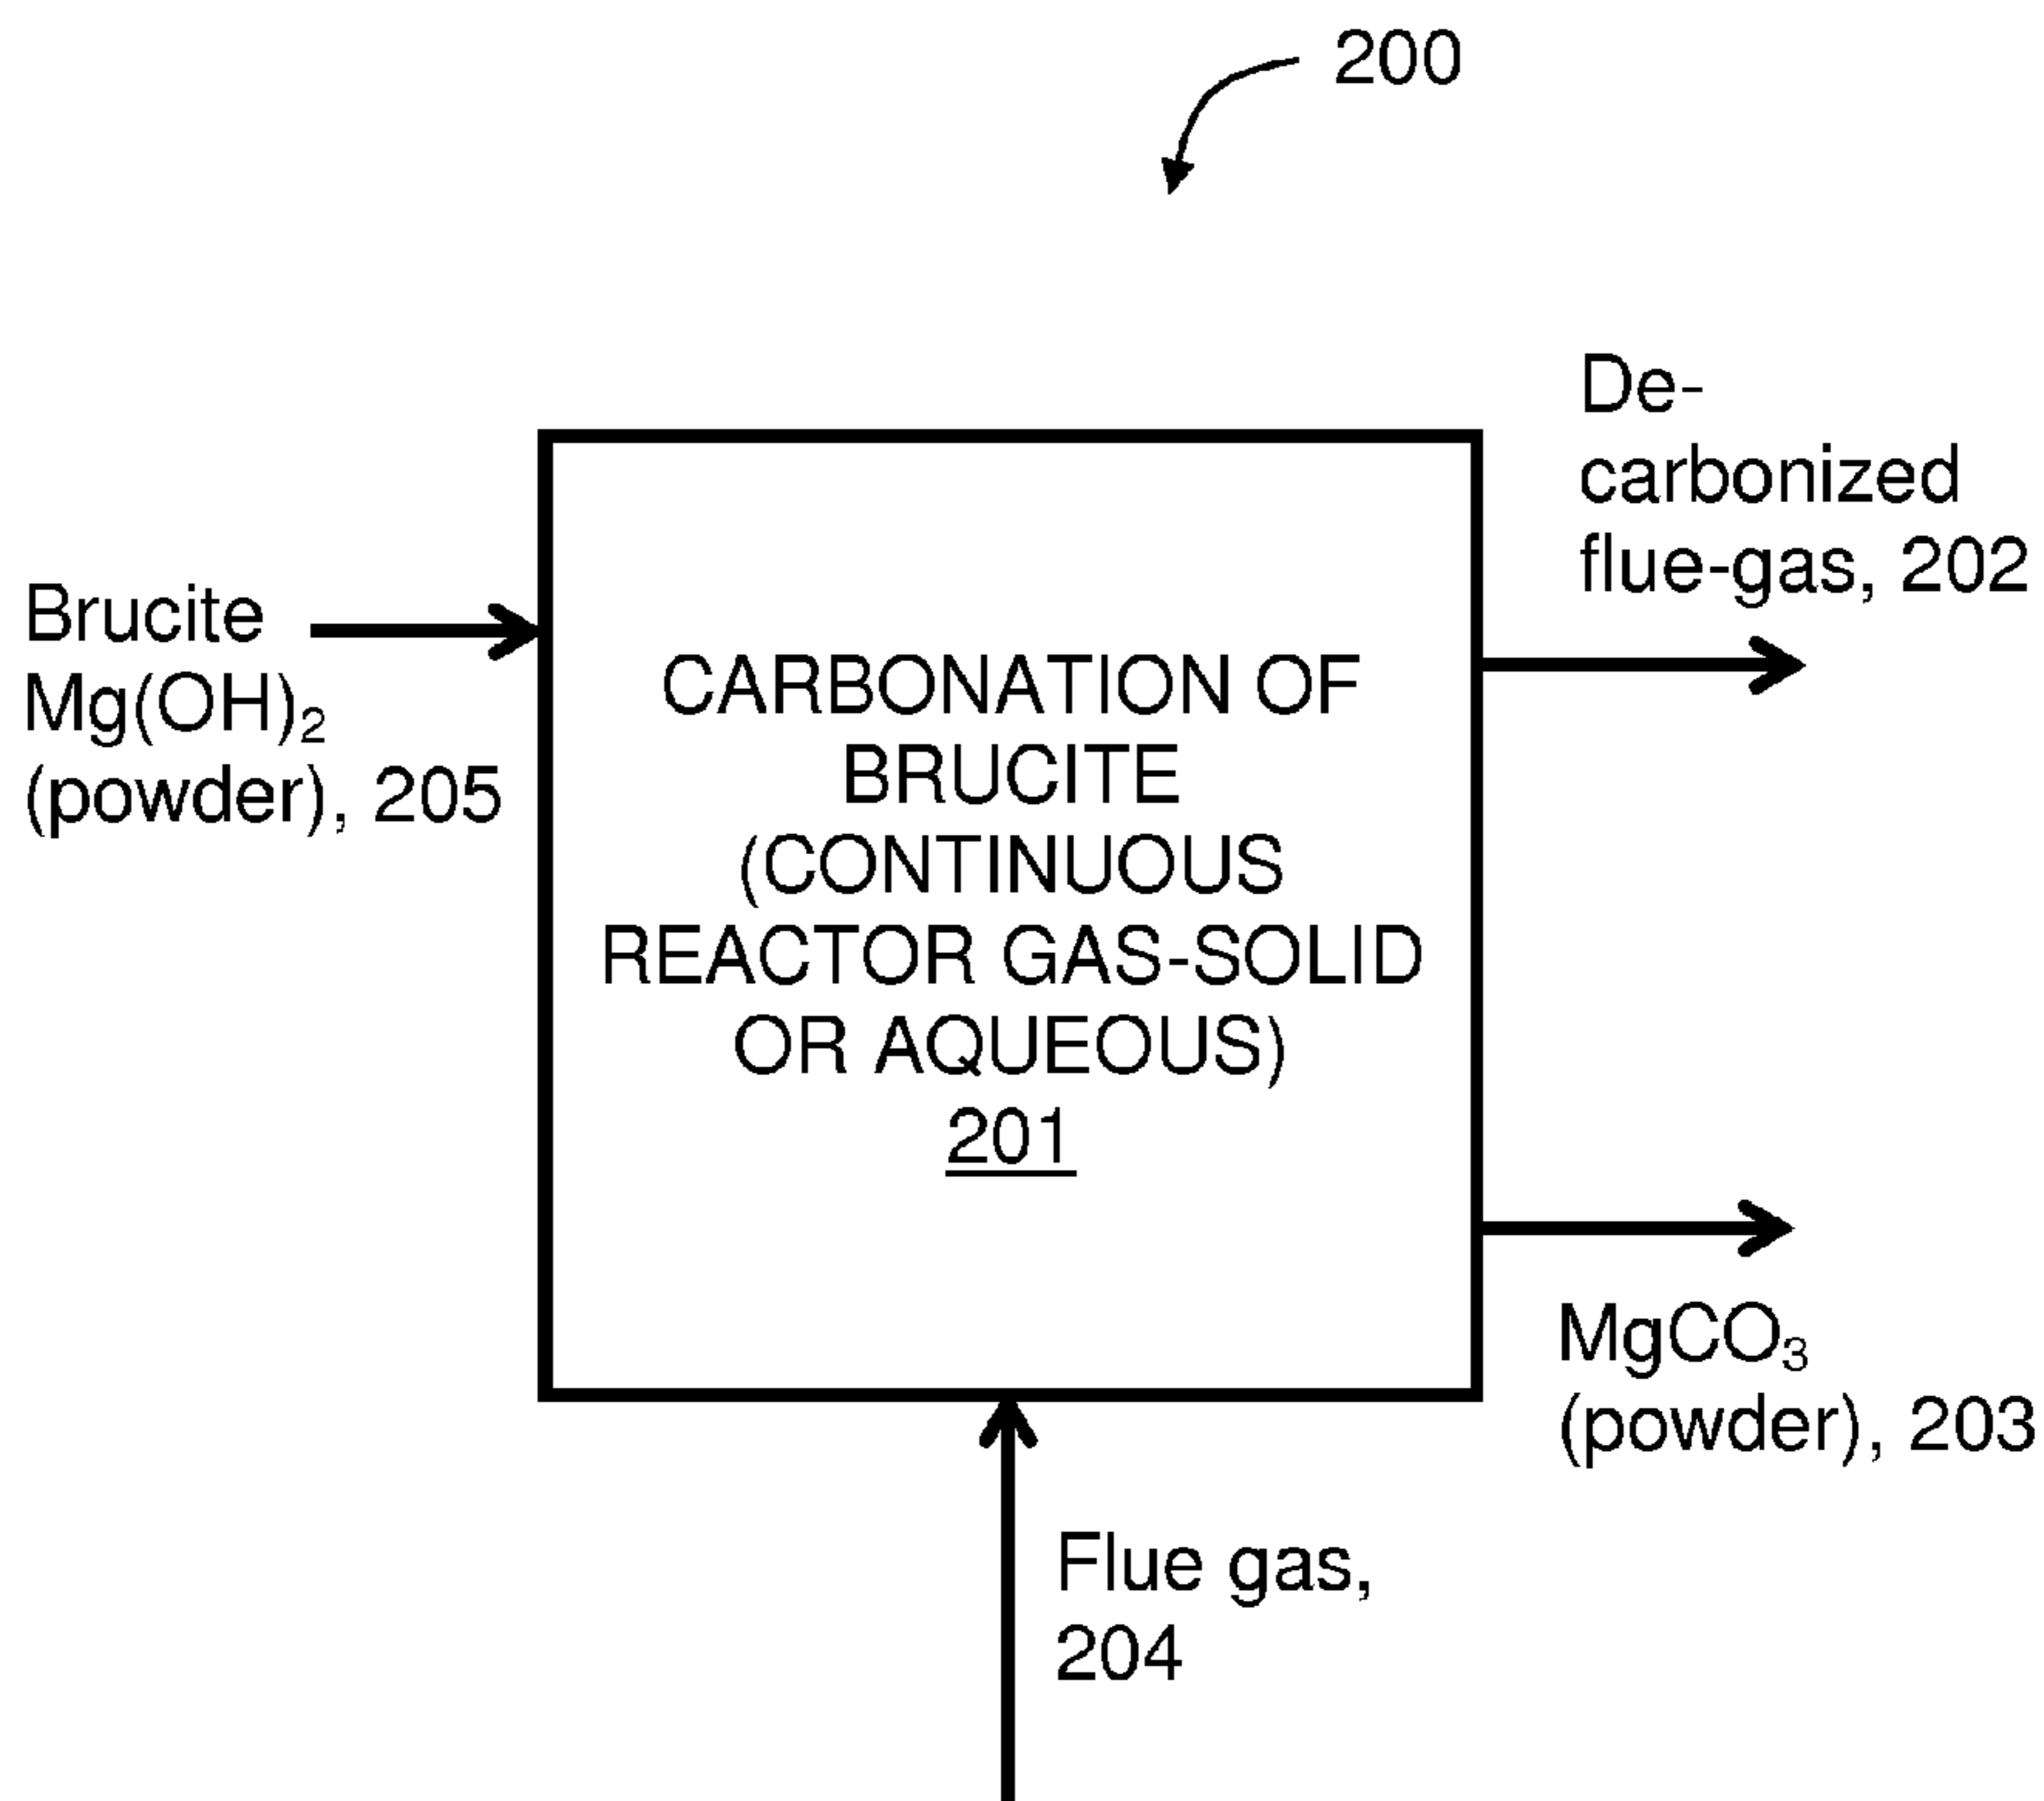 200
De-
carbonized
flue-gas, 202
Brucite
Mg(OH)₂
(powder), 205
CARBONATION OF
BRUCITE
(CONTINUOUS
REACTOR GAS-SOLID
OR AQUEOUS)
201
MgCO₃
(powder), 203
Flue gas,
204